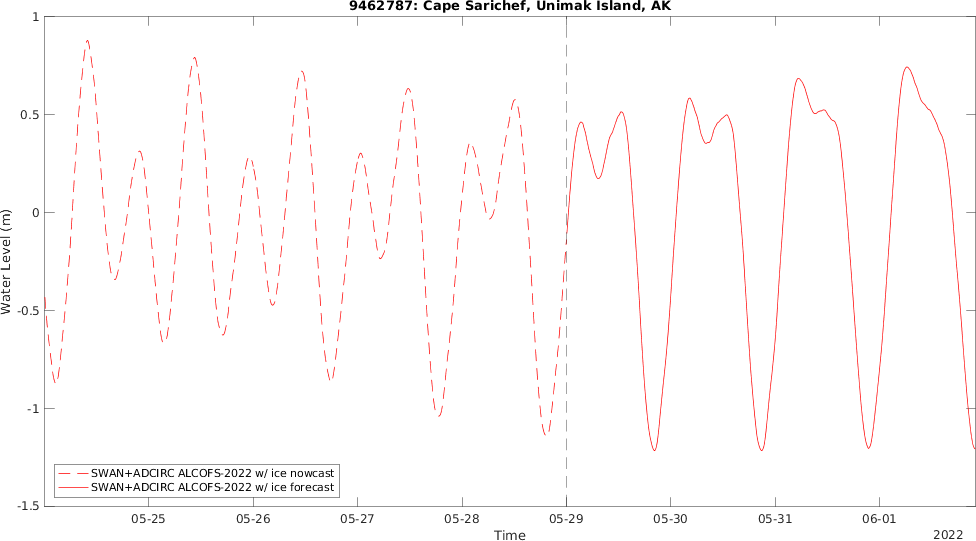 9462787: Cape Sarichef, Unimak Island, AK
1
0.5
0
-0.5
-1
-1.5
Water Level (m)
SWAN+ADCIRC ALCOFS-2022 w/ ice nowcast
SWAN+ADCIRC ALCOFS-2022 w/ ice forecast
05-25 05-26 05-27 05-28 05-29 05-30 05-31 06-01
Time
2022